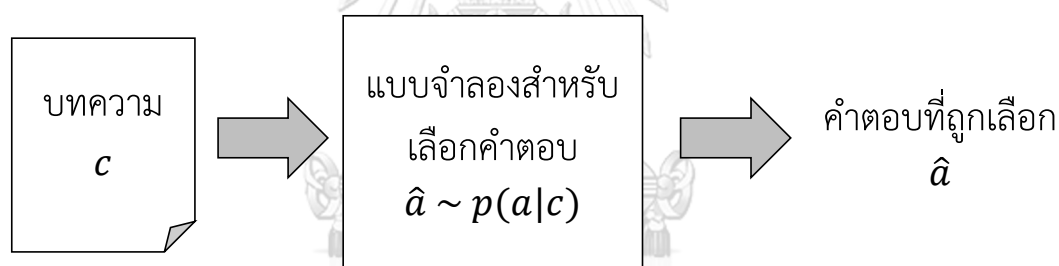 บทความ
c
แบบจำลองสำหรับ
เลือกคำตอบ
â ~ p(a|c)
คำตอบที่ถูกเลือก
â